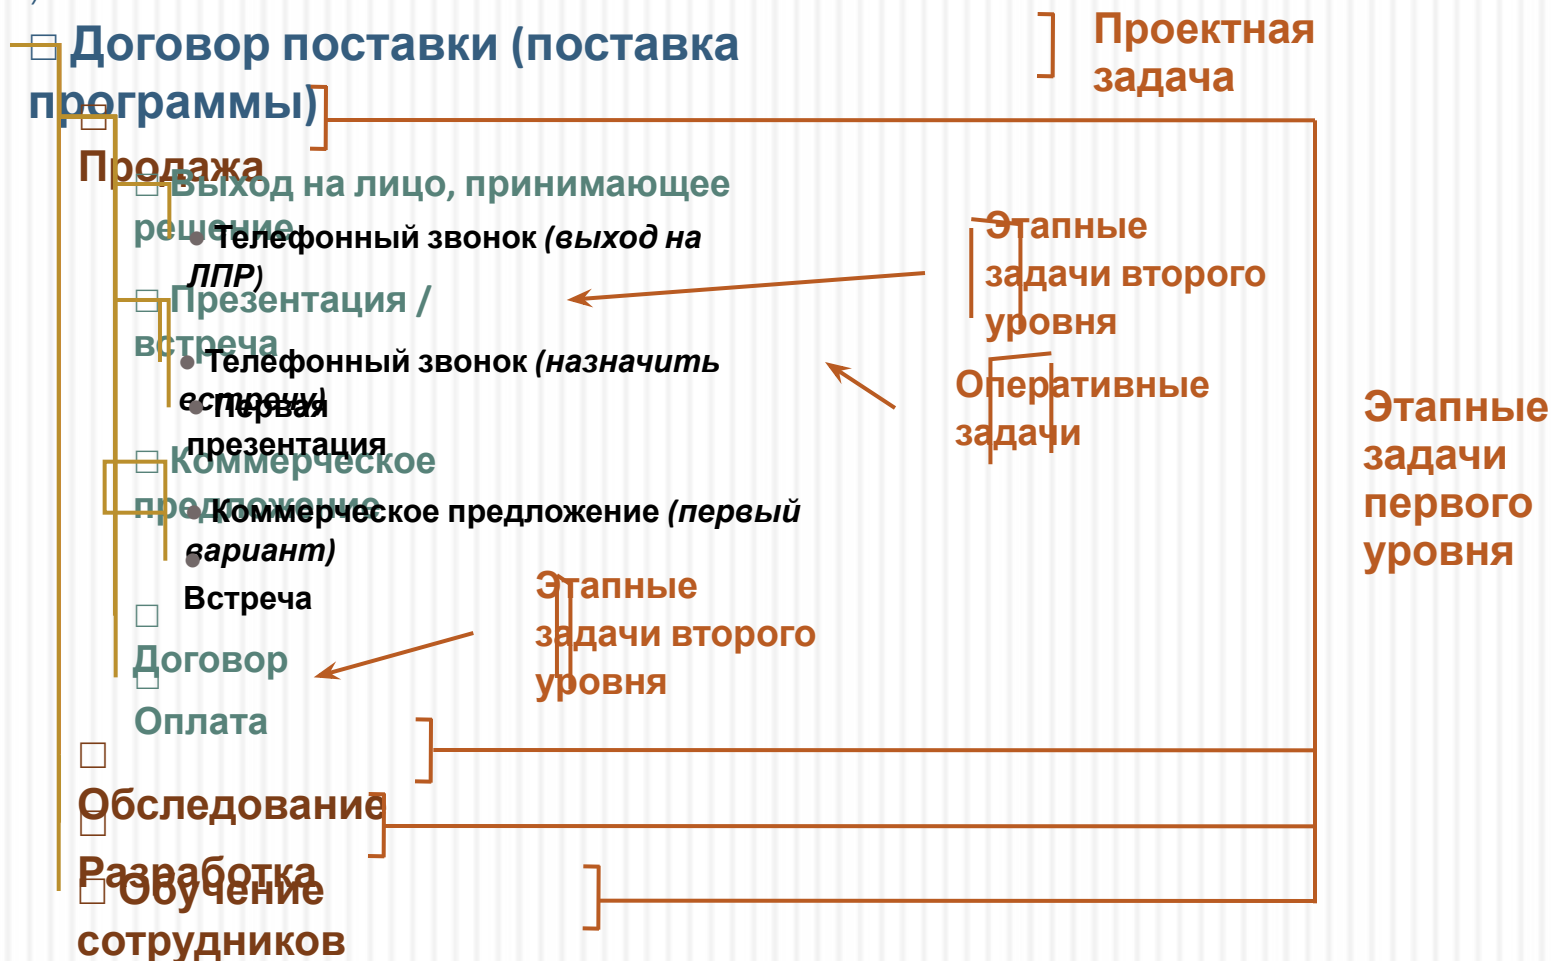 Договор поставки (поставка
программы)
Продажа
Выход на лицо, принимающее
решение
Телефонный звонок (выход на
ЛПР)
Презентация /
встреча
Телефонный звонок (назначить
встречу)
Первая
презентация
Коммерческое
предложение
Коммерческое предложение (первый
вариант)
Встреча
Договор
Оплата
Обследование
Разработка
Обучение
сотрудников
Проектная
задача
Этапные
задачи второго
уровня
Оперативные
задачи
Этапные
задачи второго
уровня
Этапные
задачи
первого
уровня